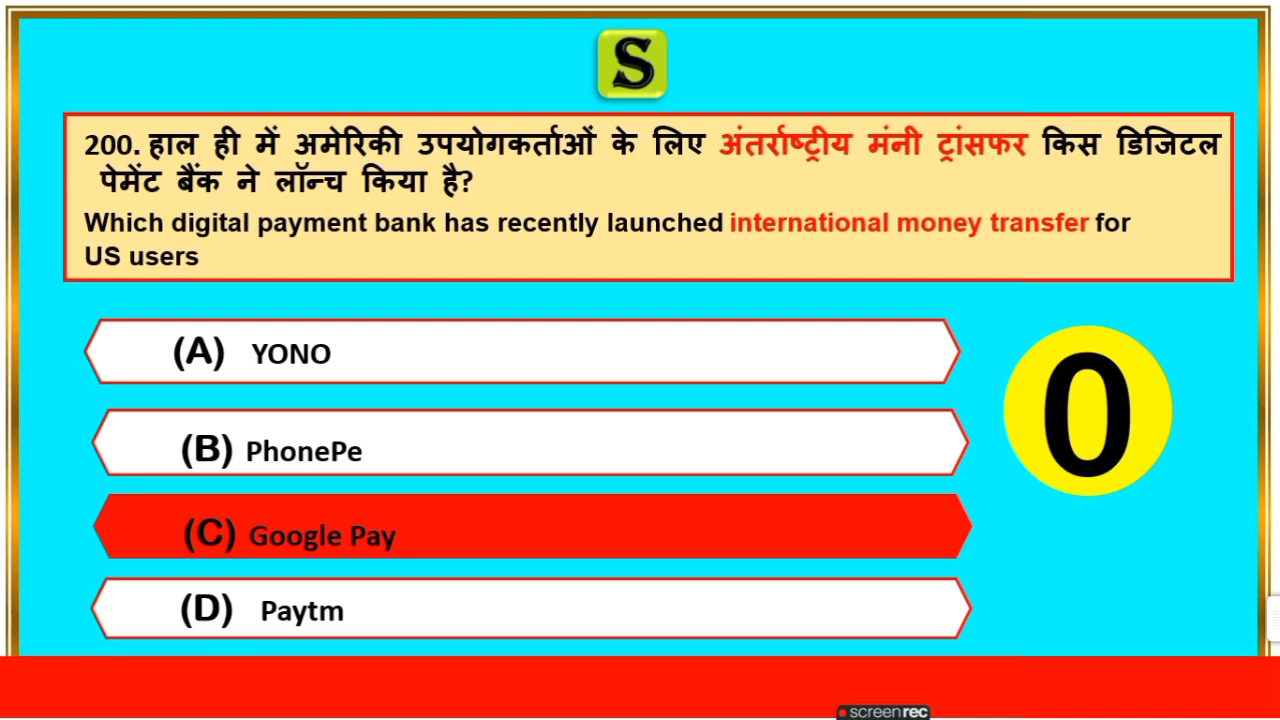 S
200. हाल ही में अमेरिकी उपयोगकर्ताओं के लिए अंतर्राष्ट्रीय मंनी ट्रांसफर किस डिजिटल
पेमेंट बैंक ने लॉन्च किया है?
Which digital payment bank has recently launched international money transfer for
US users
(A) YONO
(B) PhonePe
0
(C) Google Pay
(D) Paytm
screenrec